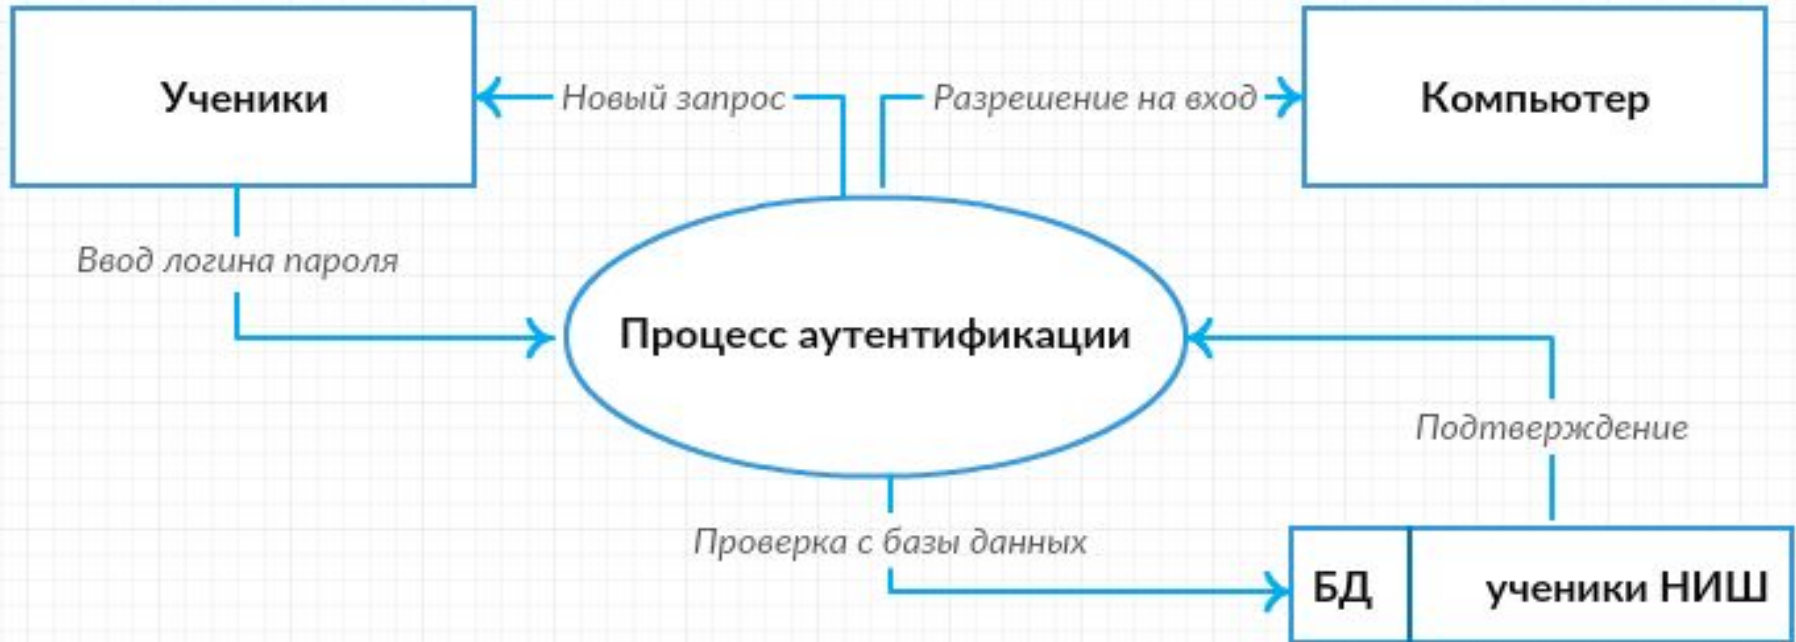 Ученики
Новый запрос
Разрешение на вход
Компьютер
Ввод логина пароля
Процесс аутентификации
Подтверждение
Проверка с базы данных
БД
ученики НИШ